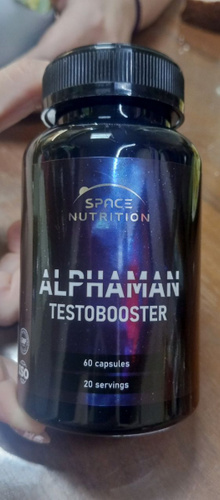 SPACE
NUTRITION
ALPHAMAN
TESTOBOOSTER
60 capsules
20 servings